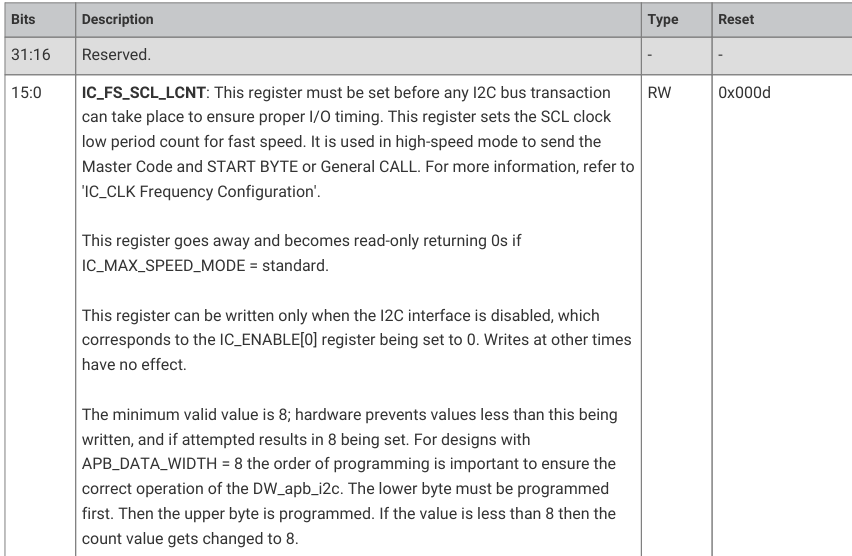 Bits Description Type Reset
31:16 Reserved. - -
15:0 IC_FS_SCL_LCNT: This register must be set before any I2C bus transaction RW 0x000d
can take place to ensure proper I/O timing. This register sets the SCL clock
low period count for fast speed. It is used in high-speed mode to send the
Master Code and START BYTE or General CALL. For more information, refer to
'IC_CLK Frequency Configuration'.
This register goes away and becomes read-only returning 0s if
IC_MAX_SPEED_MODE = standard.
This register can be written only when the I2C interface is disabled, which
corresponds to the IC_ENABLE[0] register being set to 0. Writes at other times
have no effect.
The minimum valid value is 8; hardware prevents values less than this being
written, and if attempted results in 8 being set. For designs with
APB_DATA_WIDTH = 8 the order of programming is important to ensure the
correct operation of the DW_apb_i2c. The lower byte must be programmed
first. Then the upper byte is programmed. If the value is less than 8 then the
count value gets changed to 8.